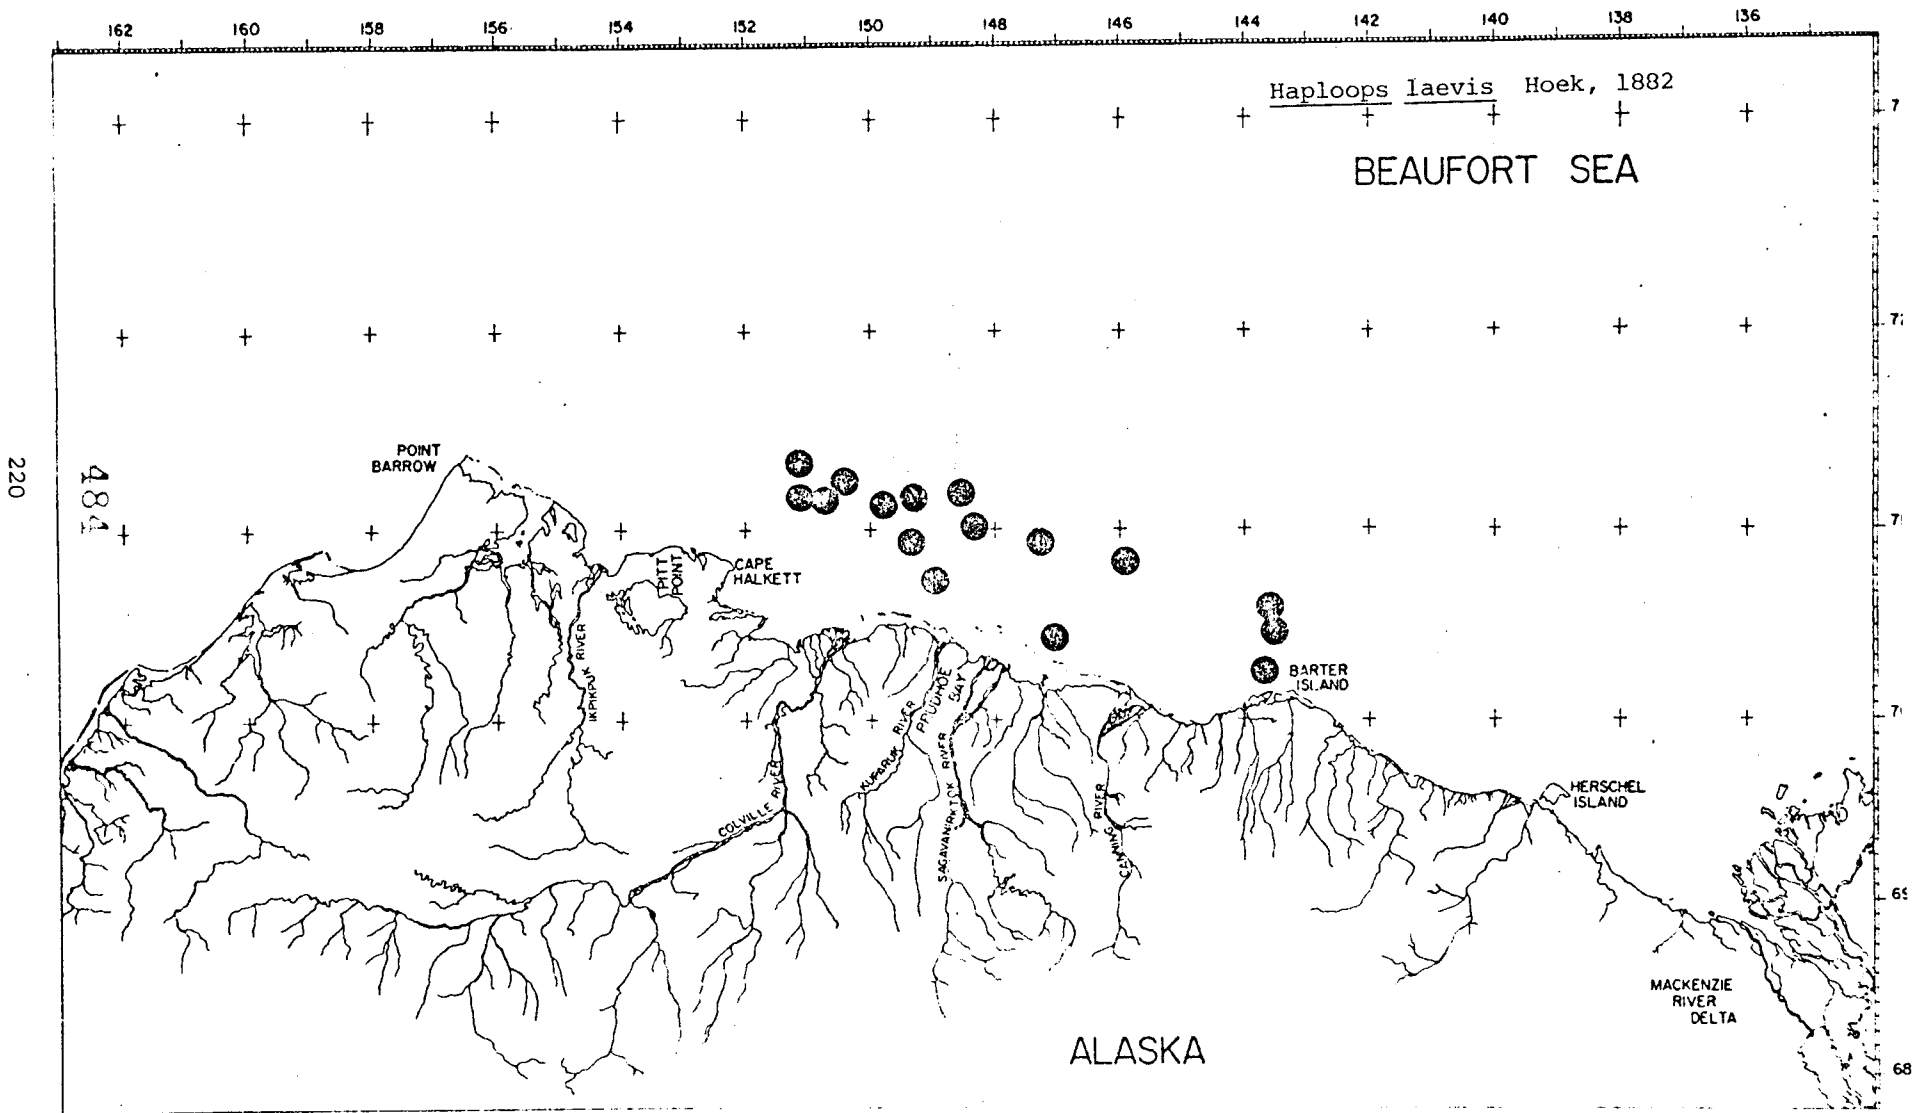 162 160 158 156 154 152 150 148 146 144 142 140 138 136
Haploops laevis Hoek, 1882
BEAUFORT SEA
POINT
BARROW
220
484
PITT
POINT
CAPE
HALKETT
IKPIKPUK RIVER
BARTER
ISLAND
PRUDHOE
BAY
KUPARUK RIVER
COLVILLE RIVER
SAGAVANIRKTOK RIVER
CANNING RIVER
HERSCHEL
ISLAND
MACKENZIE
RIVER
DELTA
ALASKA
68